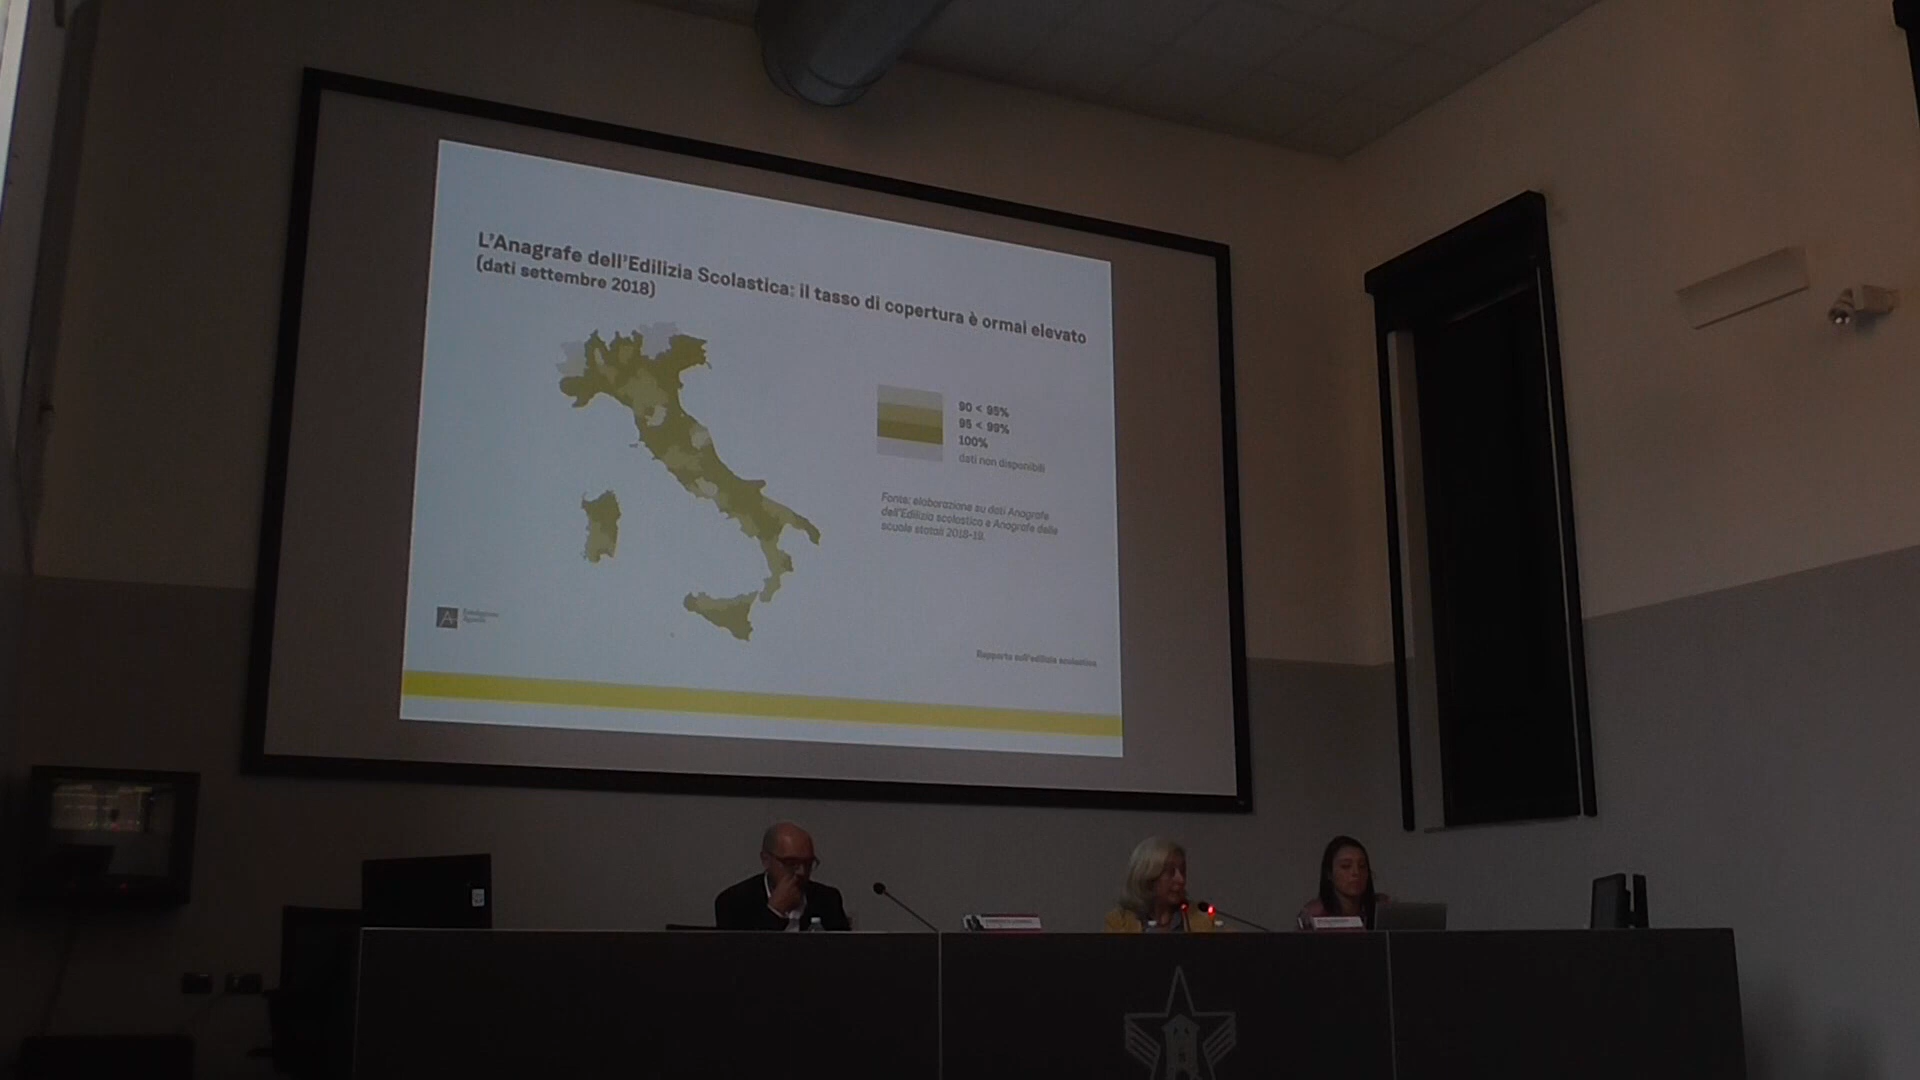 L'Anagrafe dell'Edilizia Scolastica: il tasso di copertura è ormai elevato
(dati settembre 2018)
90 < 95%
95 < 99%
100%
dati non disponibili
Fonte: elaborazione su dati Anagrafe
dell'Edilizia scolastica e Anagrafe delle
scuole statali 2018-19.
A
Fondazione
Agnelli
Rapporto sull'edilizia scolastica